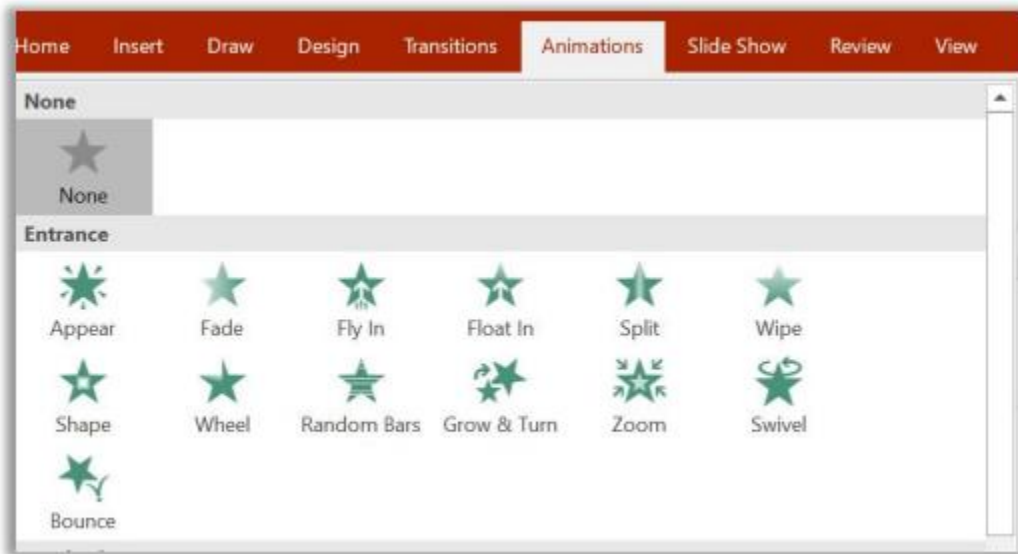 Home Insert Draw Design Transitions Animations Slide Show Review View
None
None
Entrance
Appear Fade Fly In Float In Split Wipe
Shape Wheel Random Bars Grow & Turn Zoom Swivel
Bounce